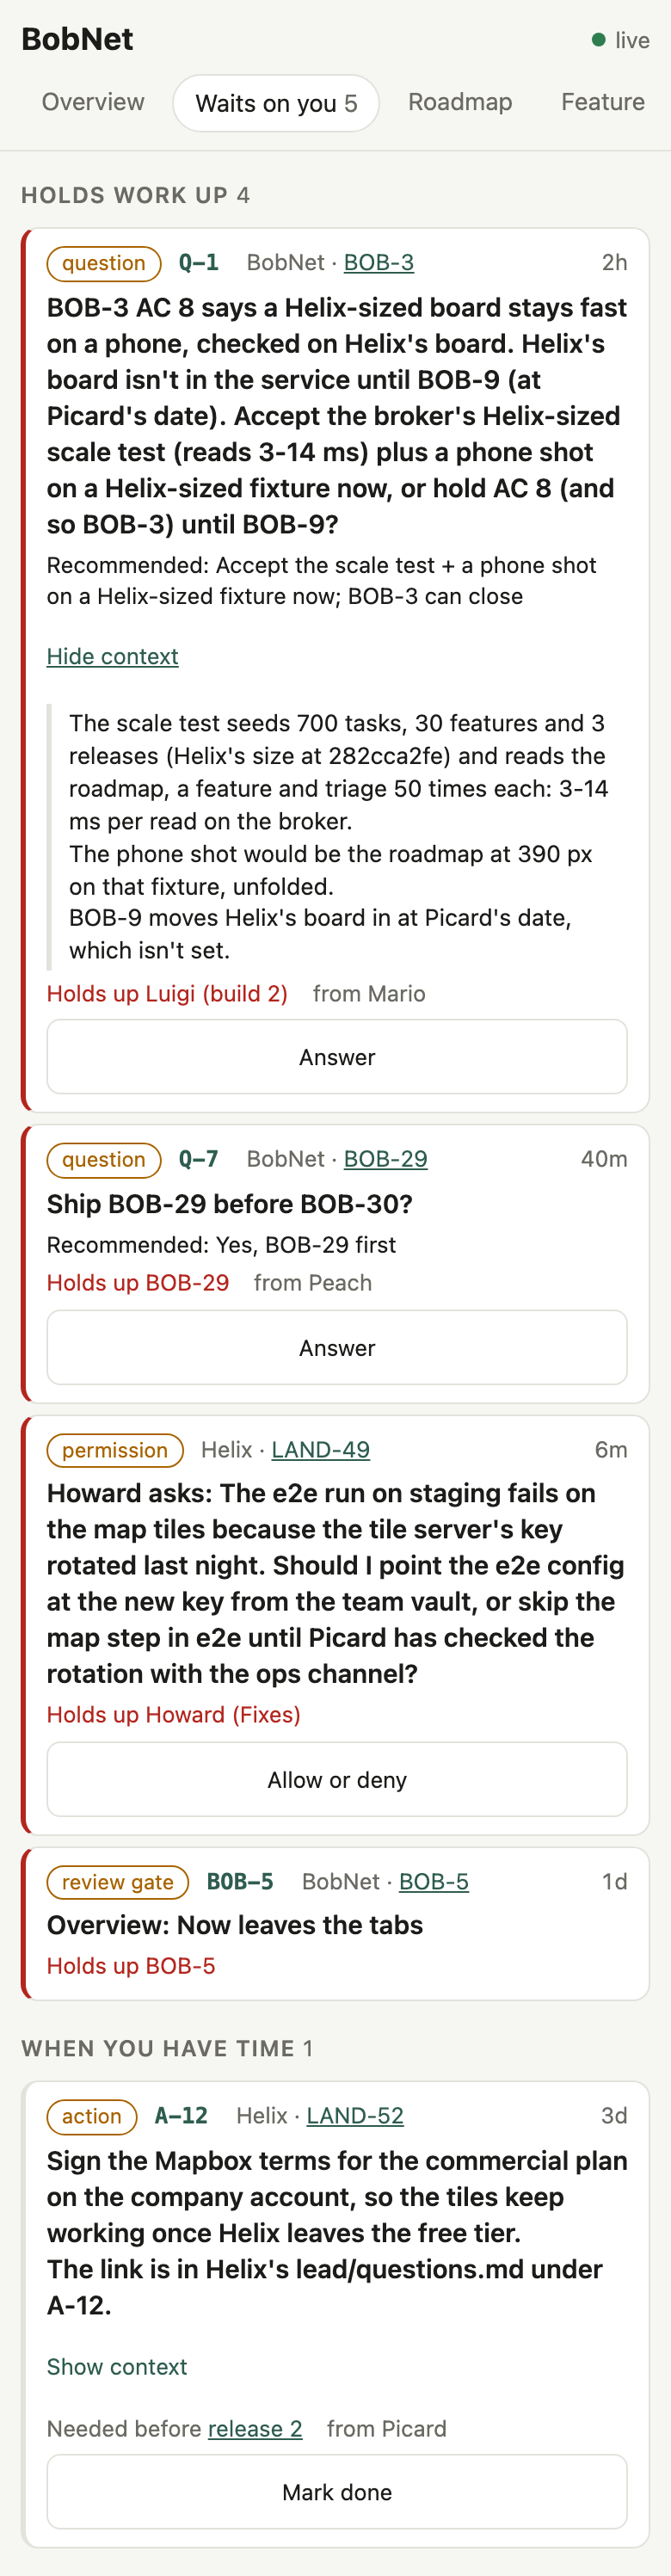 BobNet
live
Overview
Waits on you 5
Roadmap
Feature
HOLDS WORK UP 4
question Q–1 BobNet · BOB-3 2h
BOB-3 AC 8 says a Helix-sized board stays fast
on a phone, checked on Helix's board. Helix's
board isn't in the service until BOB-9 (at
Picard's date). Accept the broker's Helix-sized
scale test (reads 3-14 ms) plus a phone shot
on a Helix-sized fixture now, or hold AC 8 (and
so BOB-3) until BOB-9?
Recommended: Accept the scale test + a phone shot
on a Helix-sized fixture now; BOB-3 can close
Hide context
The scale test seeds 700 tasks, 30 features and 3
releases (Helix's size at 282cca2fe) and reads the
roadmap, a feature and triage 50 times each: 3-14
ms per read on the broker.
The phone shot would be the roadmap at 390 px
on that fixture, unfolded.
BOB-9 moves Helix's board in at Picard's date,
which isn't set.
Holds up Luigi (build 2) from Mario
Answer
question Q–7 BobNet · BOB-29 40m
Ship BOB-29 before BOB-30?
Recommended: Yes, BOB-29 first
Holds up BOB-29 from Peach
Answer
permission Helix · LAND-49 6m
Howard asks: The e2e run on staging fails on
the map tiles because the tile server's key
rotated last night. Should I point the e2e config
at the new key from the team vault, or skip the
map step in e2e until Picard has checked the
rotation with the ops channel?
Holds up Howard (Fixes)
Allow or deny
review gate BOB–5 BobNet · BOB-5 1d
Overview: Now leaves the tabs
Holds up BOB-5
WHEN YOU HAVE TIME 1
action A–12 Helix · LAND-52 3d
Sign the Mapbox terms for the commercial plan
on the company account, so the tiles keep
working once Helix leaves the free tier.
The link is in Helix's lead/questions.md under
A-12.
Show context
Needed before release 2 from Picard
Mark done